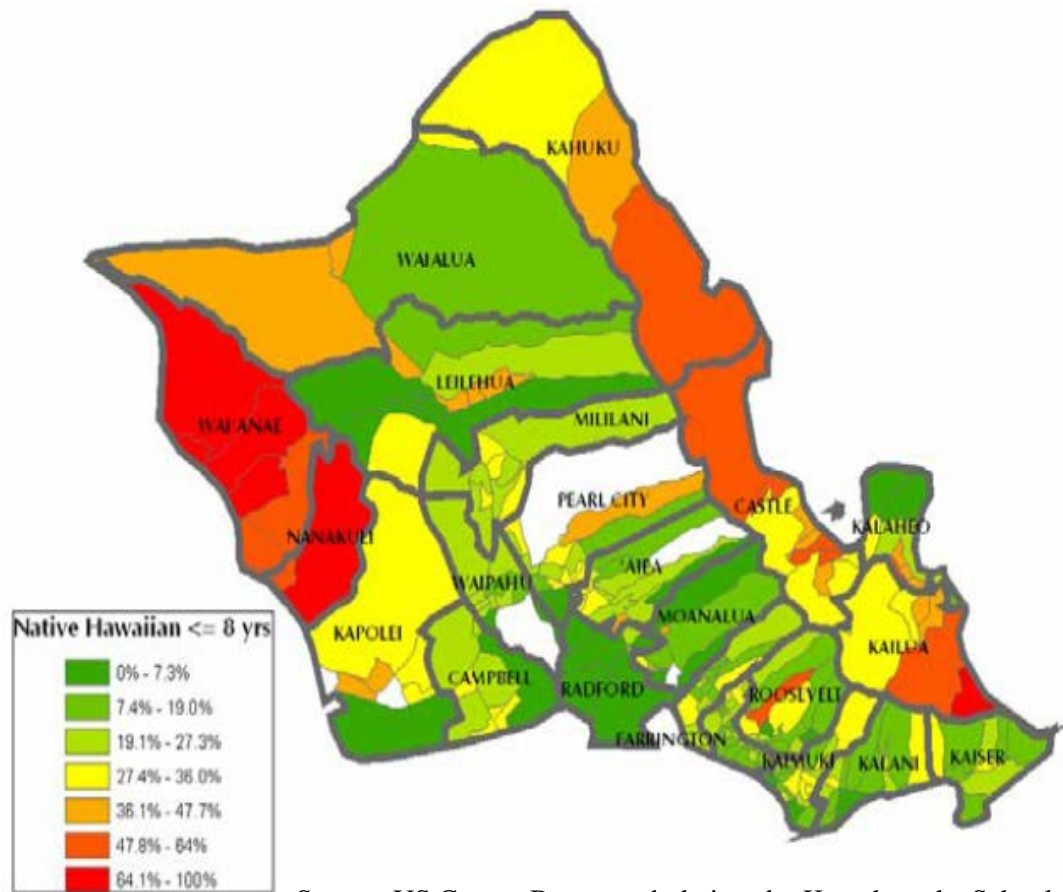 KAHUKU
WAIALUA
LEILEHUA
WAI'ANAE
MILILANI
PEARL CITY
CASTLE
KALAHEO
NANAKULI
'AIEA
WAIPAHU
MOANALUA
Native Hawaiian <= 8 yrs
KAPOLEI
KAILUA
0% - 7.3%
CAMPBELL
RADFORD
ROOSEVELT
7.4% - 19.0%
19.1% - 27.3%
FARRINGTON
KAIMUKI
KALANI
KAISER
27.4% - 36.0%
36.1% - 47.7%
47.8% - 64%
64.1% - 100%